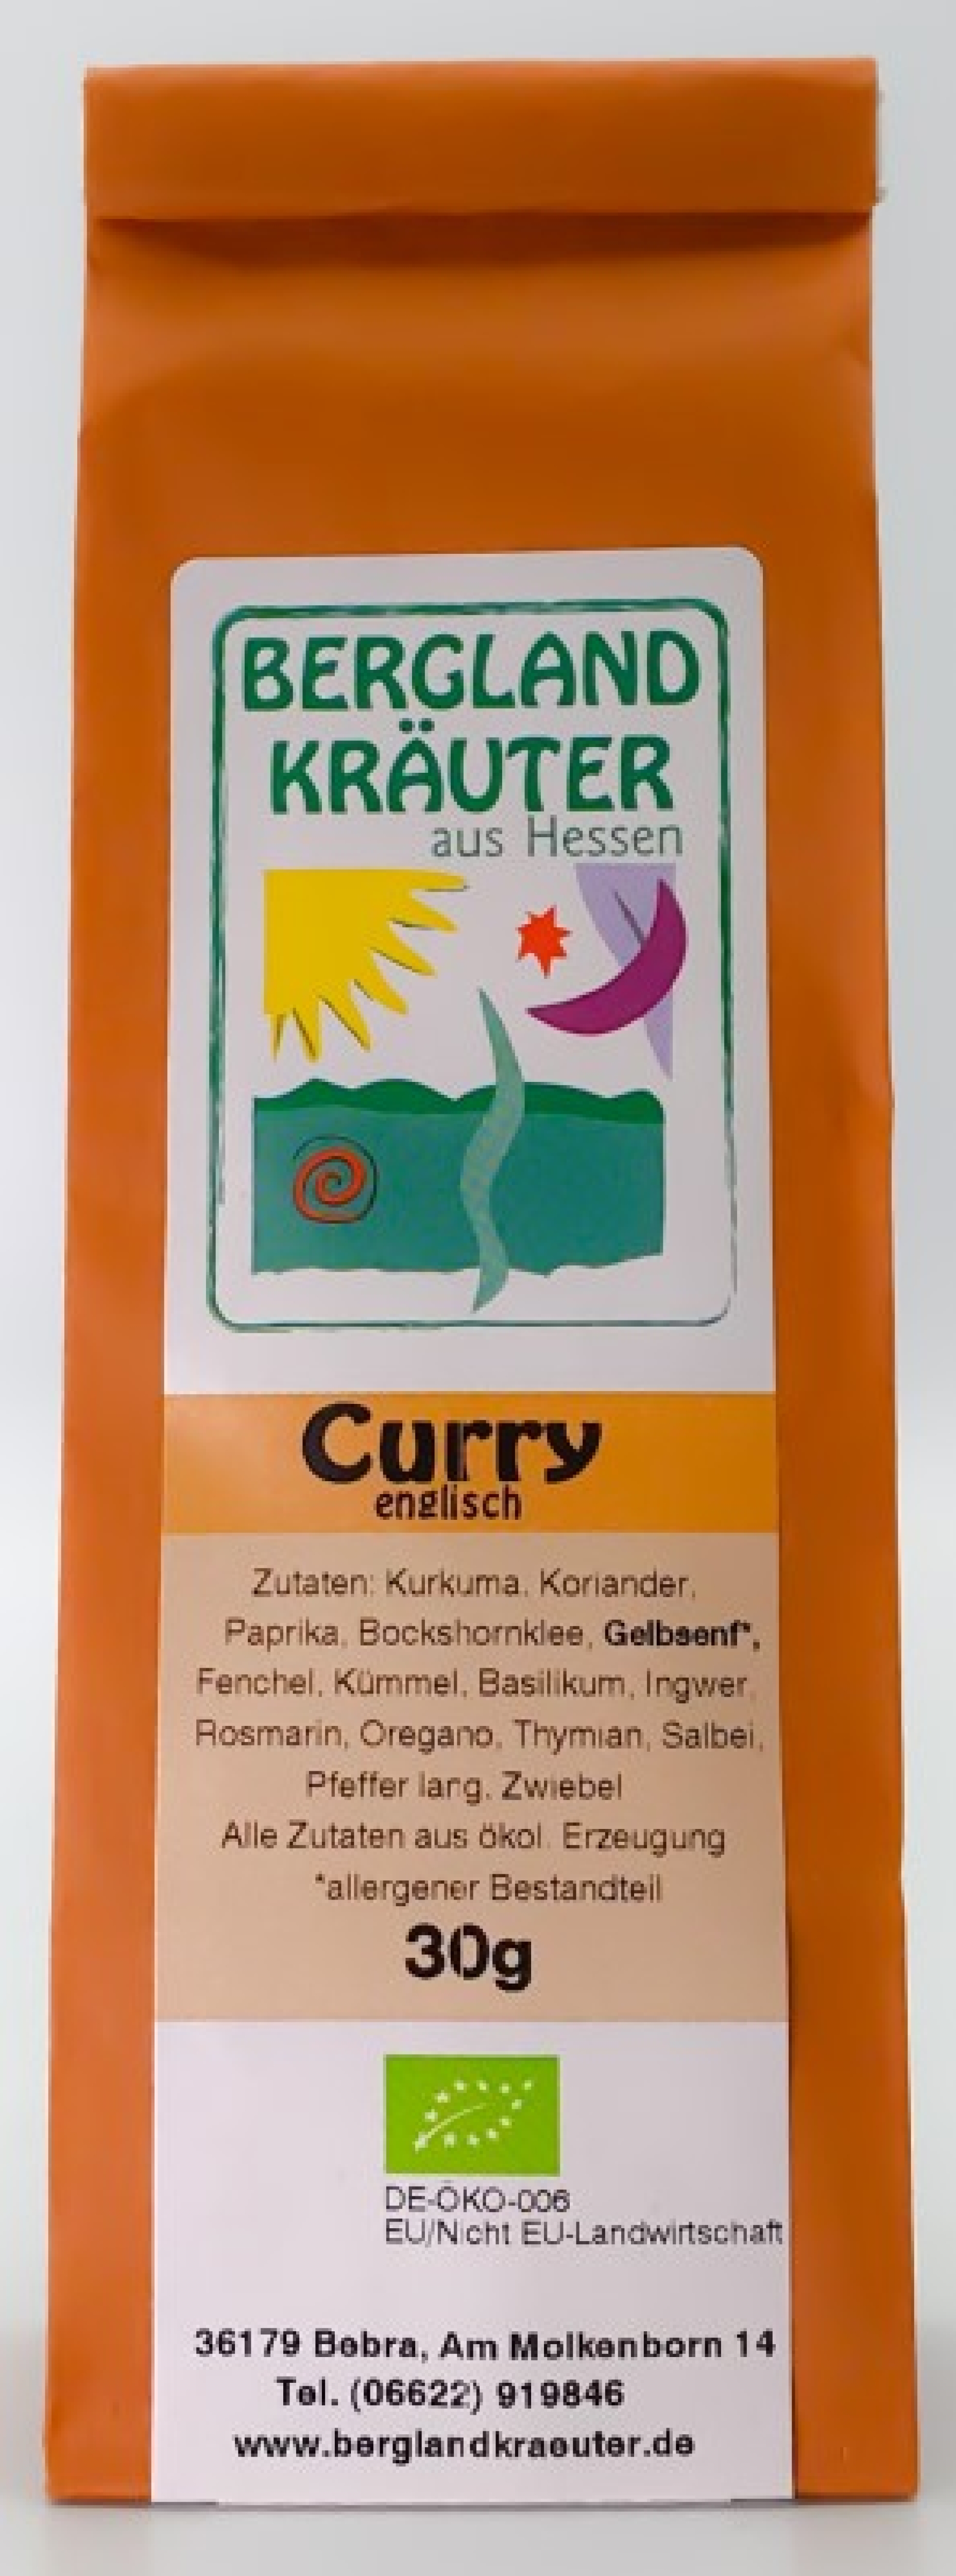 BERGLAND
KRÄUTER
aus Hessen
Curry
englisch
Zutaten: Kurkuma, Koriander,
Paprika, Bockshornklee, Gelbsenf*,
Fenchel, Kümmel, Basilikum, Ingwer,
Rosmarin, Oregano, Thymian, Salbei,
Pfeffer lang, Zwiebel
Alle Zutaten aus ökol. Erzeugung
*allergener Bestandteil
30g
DE-ÖKO-006
EU/Nicht EU-Landwirtschaft
36179 Bebra, Am Molkenborn 14
Tel. (06622) 919846
www.berglandkraeuter.de